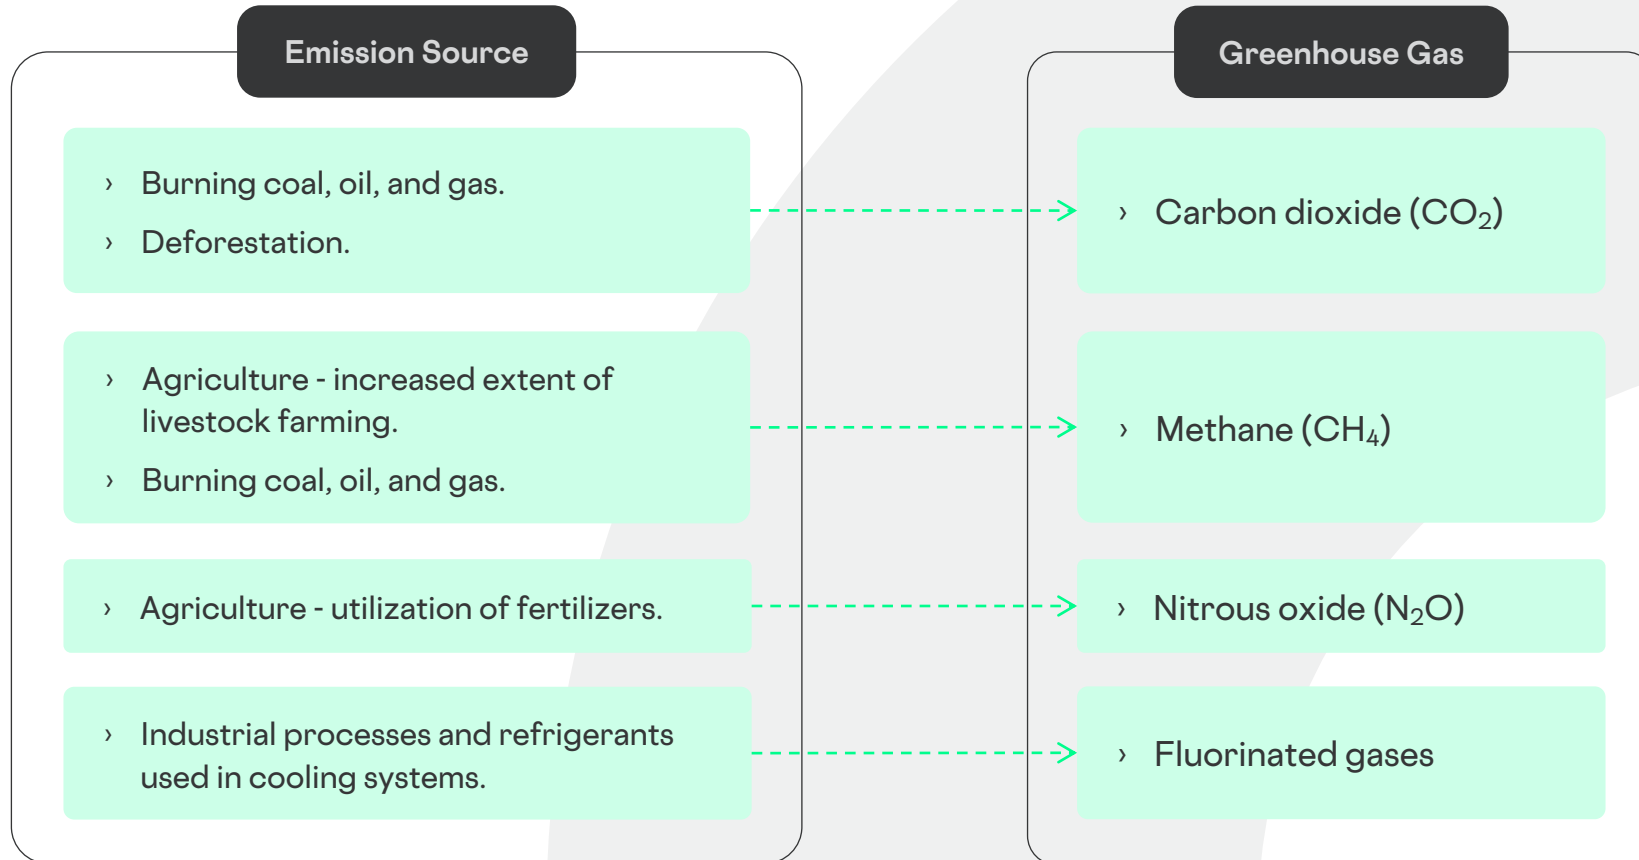 Emission Source
Greenhouse Gas
› Burning coal, oil, and gas.
› Deforestation.
› Carbon dioxide (CO₂)
› Agriculture - increased extent of
livestock farming.
› Burning coal, oil, and gas.
› Methane (CH₄)
› Agriculture - utilization of fertilizers.
› Nitrous oxide (N₂O)
› Industrial processes and refrigerants
used in cooling systems.
› Fluorinated gases